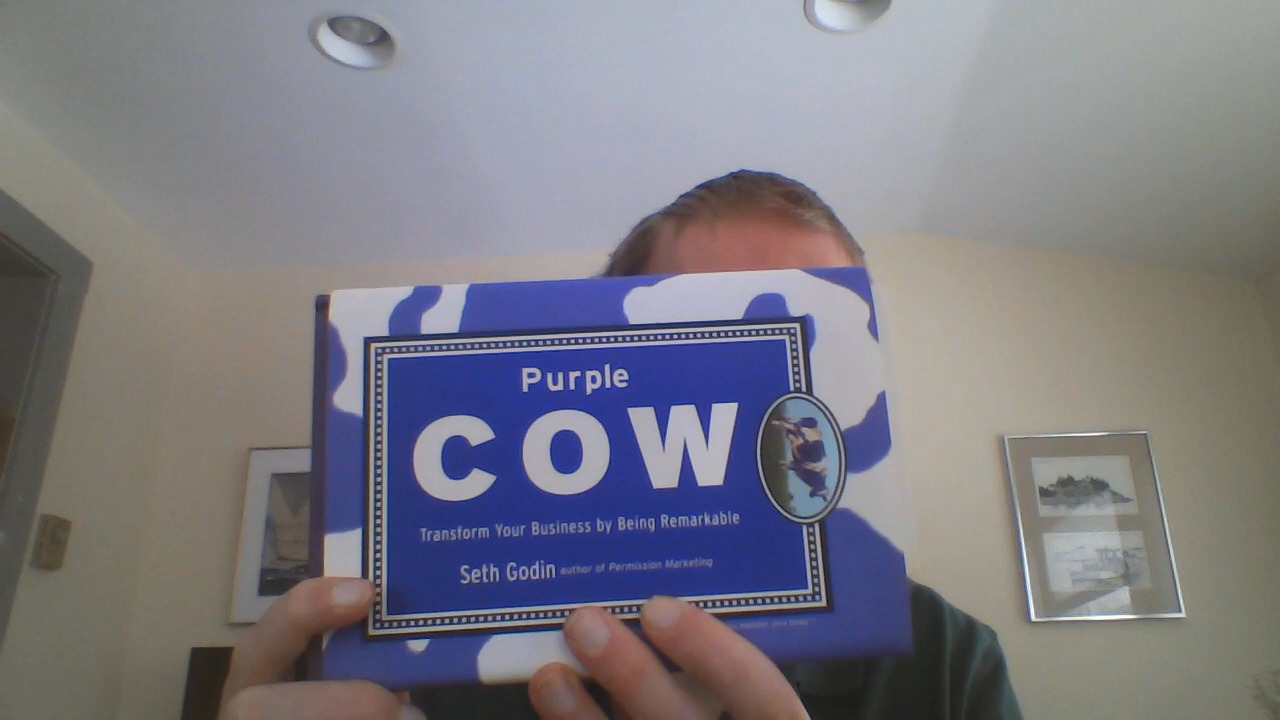 Purple
COW
Transform Your Business by Being Remarkable
Seth Godin author of Permission Marketing